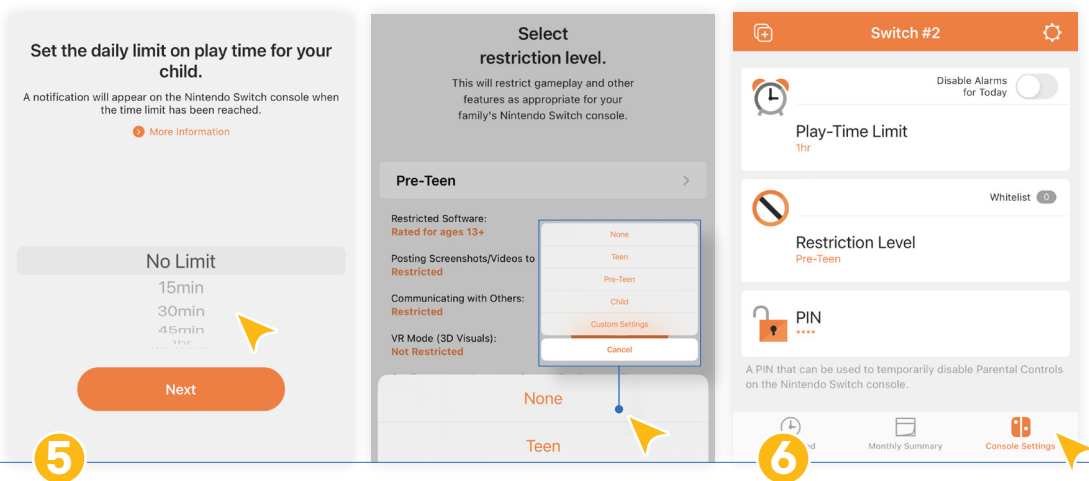 Set the daily limit on play time for your
child.
A notification will appear on the Nintendo Switch console when
the time limit has been reached.
More Information
No Limit
15min
30min
45min
1hr
Next
5
Select
restriction level.
This will restrict gameplay and other
features as appropriate for your
family's Nintendo Switch console.
Pre-Teen
Restricted Software:
Rated for ages 13+
Posting Screenshots/Videos to
Restricted
Communicating with Others:
Restricted
VR Mode (3D Visuals):
Not Restricted
None
Teen
Pre-Teen
Child
Custom Settings
Cancel
None
Teen
Switch #2
Disable Alarms
for Today
Play-Time Limit
1hr
Whitelist 0
Restriction Level
Pre-Teen
PIN
****
A PIN that can be used to temporarily disable Parental Controls
on the Nintendo Switch console.
Monthly Summary
Console Settings
6